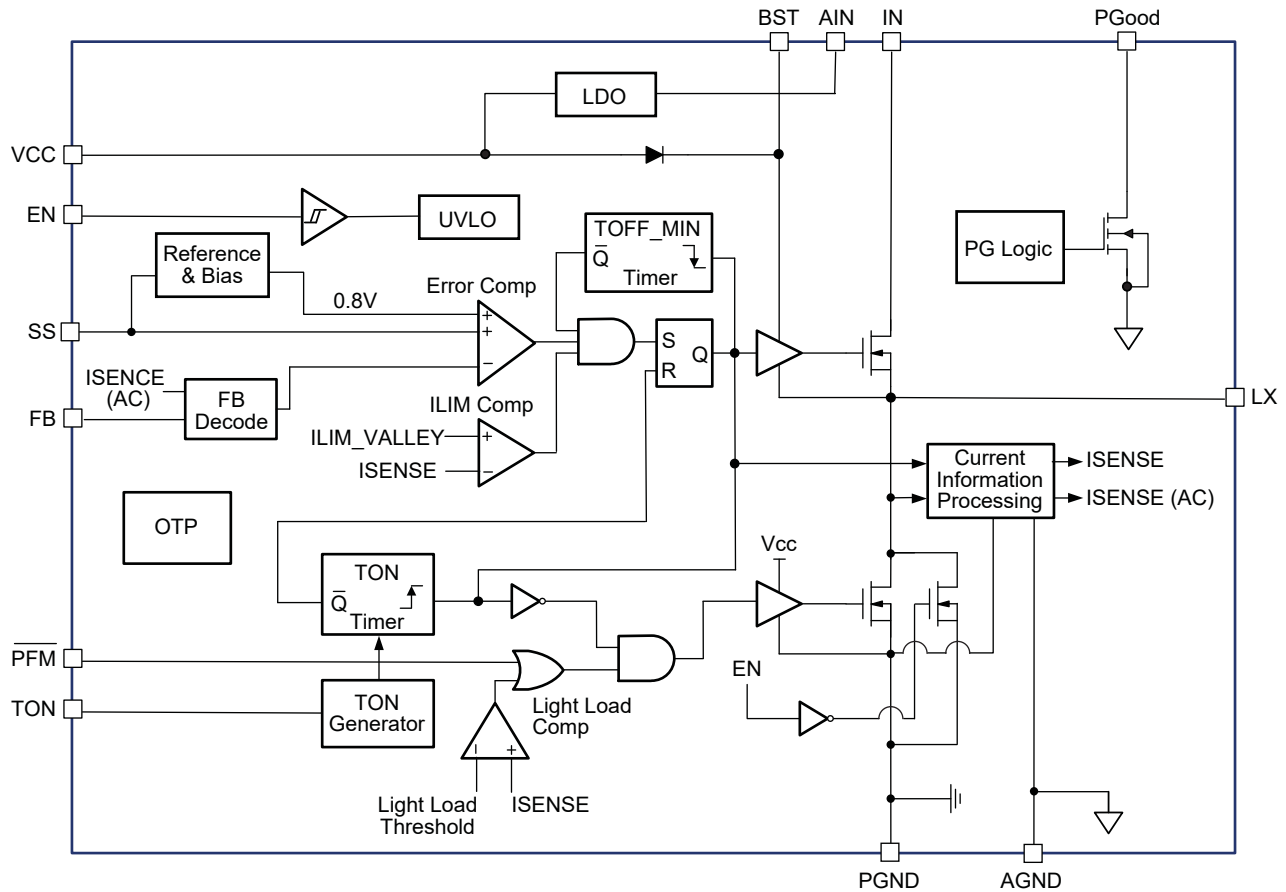 BST
AIN
IN
PGood
LDO
VCC
EN
UVLO
TOFF_MIN
Q̅
Timer
Reference
& Bias
PG Logic
Error Comp
0.8V
+
+
−
SS
S
Q
R
ISENCE
(AC)
FB
Decode
FB
LX
ILIM Comp
ILIM_VALLEY
+
ISENSE
−
Current
Information
Processing
ISENSE
ISENSE (AC)
OTP
Vcc
TON
Q̅
Timer
P̅F̅M̅
EN
TON
TON
Generator
Light Load
Comp
−
+
Light Load
Threshold
ISENSE
PGND
AGND